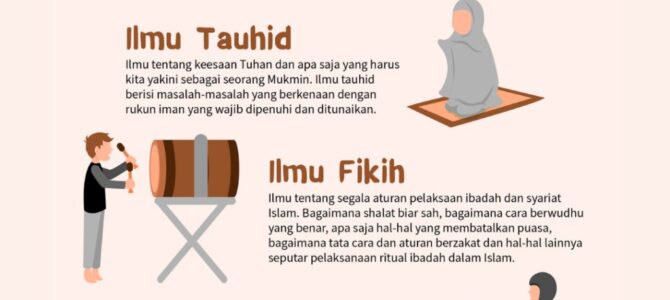 Ilmu Tauhid
Ilmu tentang keesaan Tuhan dan apa saja yang harus
kita yakini sebagai seorang Mukmin. Ilmu tauhid
berisi masalah-masalah yang berkenaan dengan
rukun iman yang wajib dipenuhi dan ditunaikan.
Ilmu Fikih
Ilmu tentang segala aturan pelaksaan ibadah dan syariat
Islam. Bagaimana shalat biar sah, bagaimana cara berwudhu
yang benar, apa saja hal-hal yang membatalkan puasa,
bagaimana tata cara dan aturan berzakat dan hal-hal lainnya
seputar pelaksanaan ritual ibadah dalam Islam.